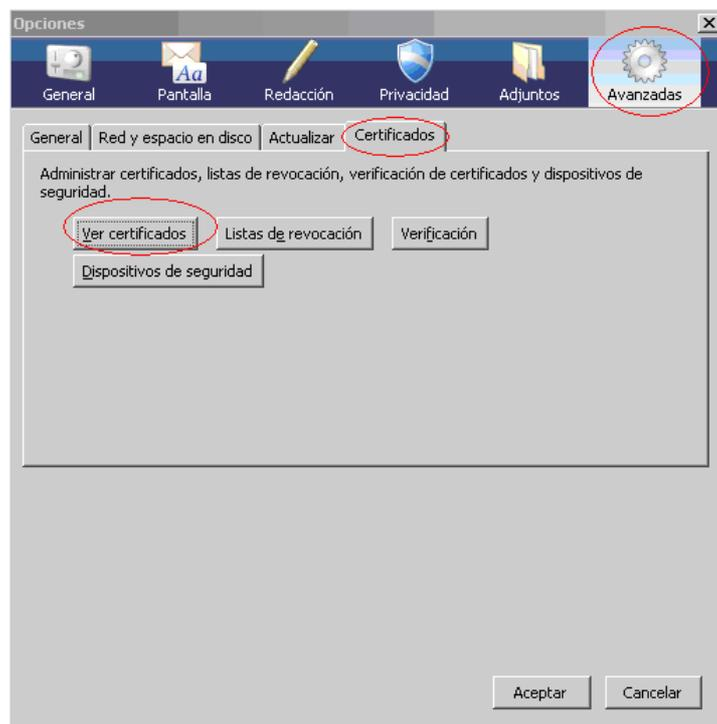 Opciones
Aa
General Pantalla Redacción Privacidad Adjuntos Avanzadas
General Red y espacio en disco Actualizar Certificados
Administrar certificados, listas de revocación, verificación de certificados y dispositivos de
seguridad.
Ver certificados Listas de revocación Verificación
Dispositivos de seguridad
Aceptar Cancelar